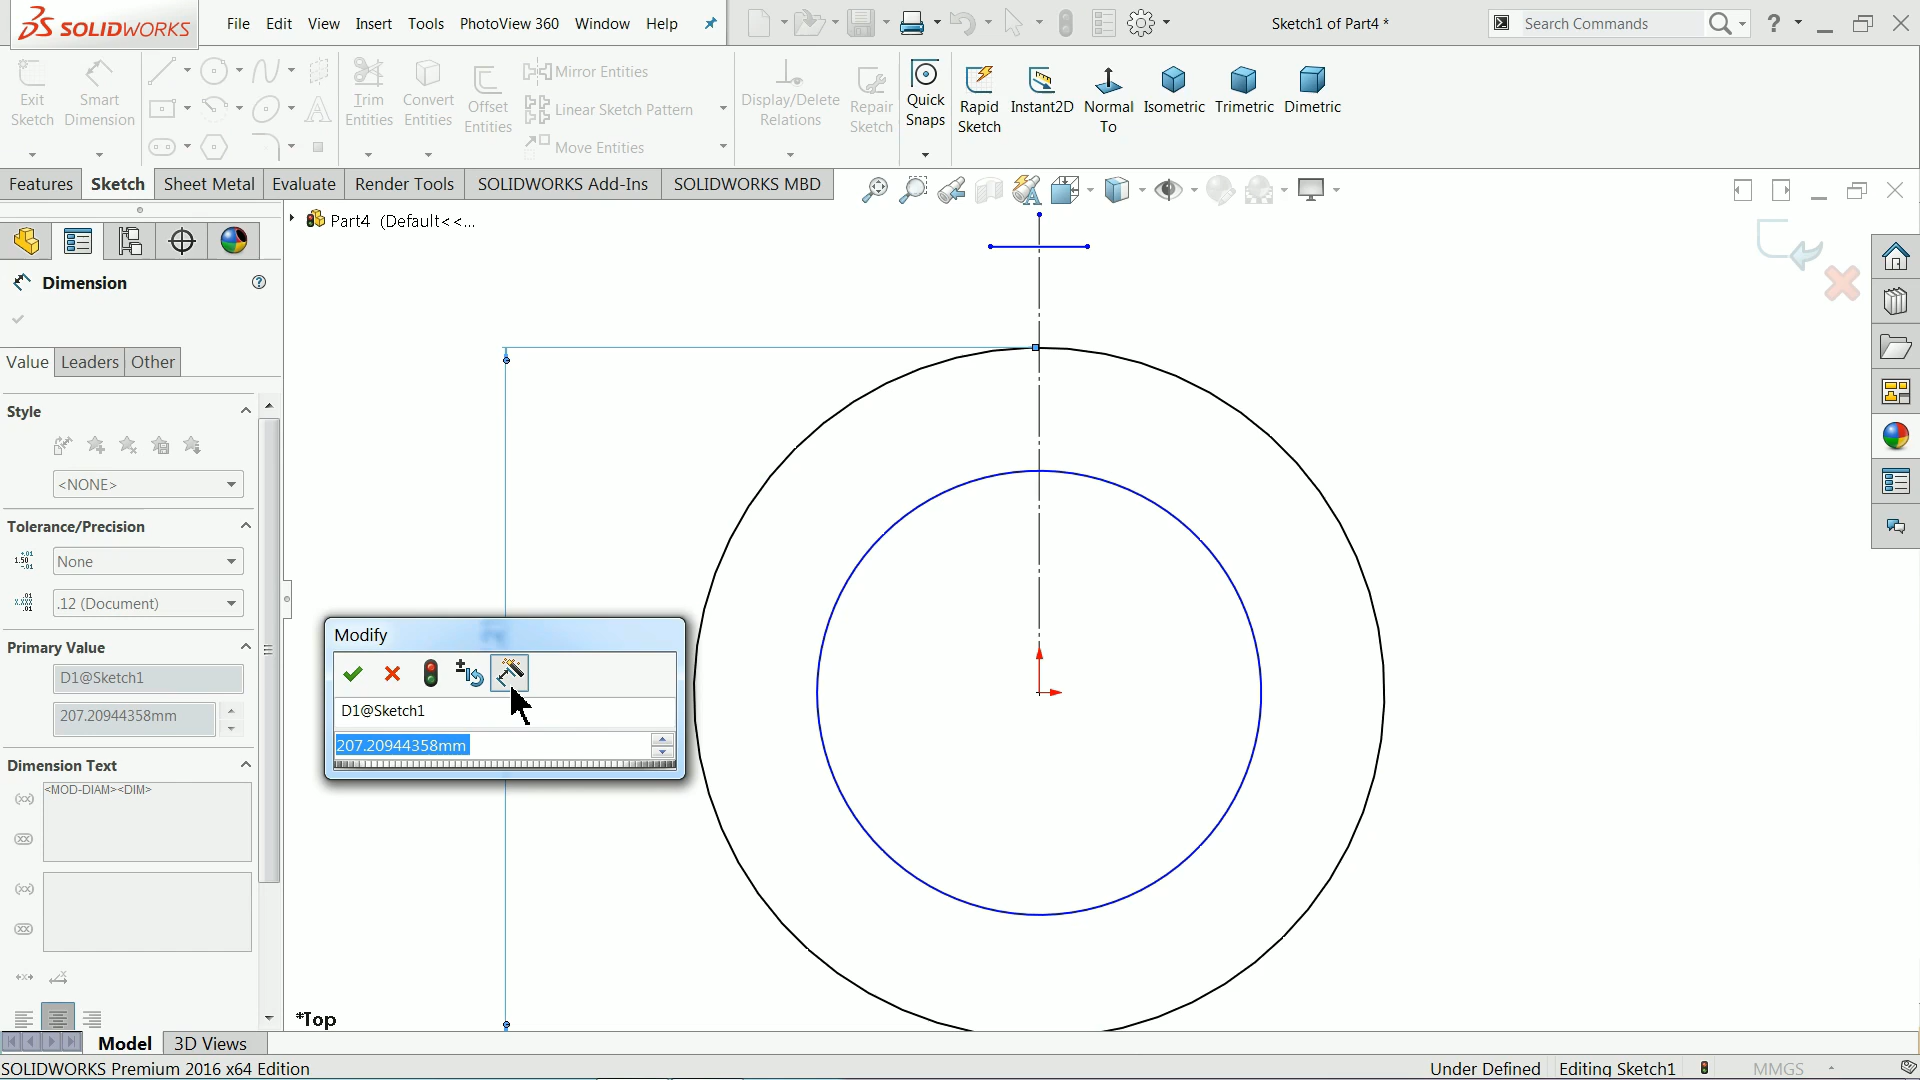 SOLIDWORKS File Edit View Insert Tools PhotoView 360 Window Help Sketch1 of Part4 * Search Commands ?
Exit Sketch
Smart Dimension
Trim Entities
Convert Entities
Offset Entities
Mirror Entities
Linear Sketch Pattern
Move Entities
Display/Delete Relations
Repair Sketch
Quick Snaps
Rapid Sketch
Instant2D
Normal To
Isometric
Trimetric
Dimetric
Features Sketch Sheet Metal Evaluate Render Tools SOLIDWORKS Add-Ins SOLIDWORKS MBD
Part4 (Default<<...
Dimension
Value Leaders Other
Style
<NONE>
Tolerance/Precision
None
.12 (Document)
Primary Value
D1@Sketch1
207.20944358mm
Dimension Text
<MOD-DIAM><DIM>
Modify
D1@Sketch1
207.20944358mm
*Top
Model 3D Views
SOLIDWORKS Premium 2016 x64 Edition Under Defined Editing Sketch1 MMGS